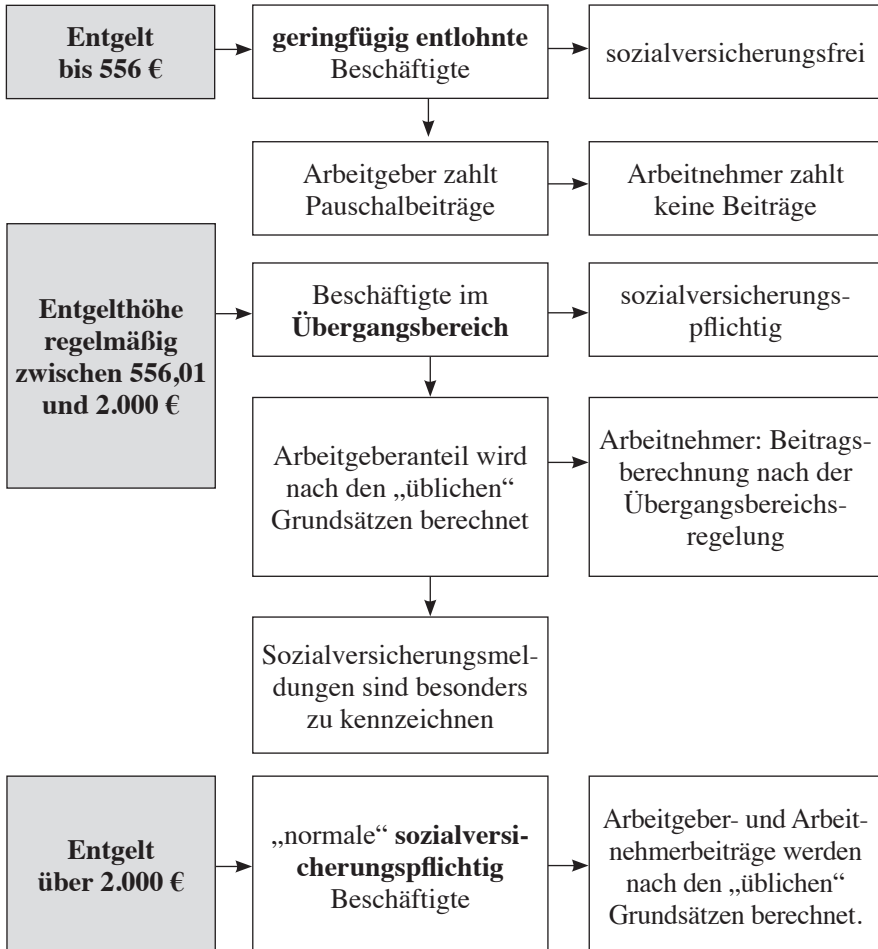 Entgelt
bis 556 €
geringfügig entlohnte
Beschäftigte
sozialversicherungsfrei
Arbeitgeber zahlt
Pauschalbeiträge
Arbeitnehmer zahlt
keine Beiträge
Entgelthöhe
regelmäßig
zwischen 556,01
und 2.000 €
Beschäftigte im
Übergangsbereich
sozialversicherungs-
pflichtig
Arbeitgeberanteil wird
nach den „üblichen“
Grundsätzen berechnet
Arbeitnehmer: Beitrags-
berechnung nach der
Übergangsbereichs-
regelung
Sozialversicherungsmel-
dungen sind besonders
zu kennzeichnen
Entgelt
über 2.000 €
„normale“ sozialversi-
cherungspflichtig
Beschäftigte
Arbeitgeber- und Arbeit-
nehmerbeiträge werden
nach den „üblichen“
Grundsätzen berechnet.